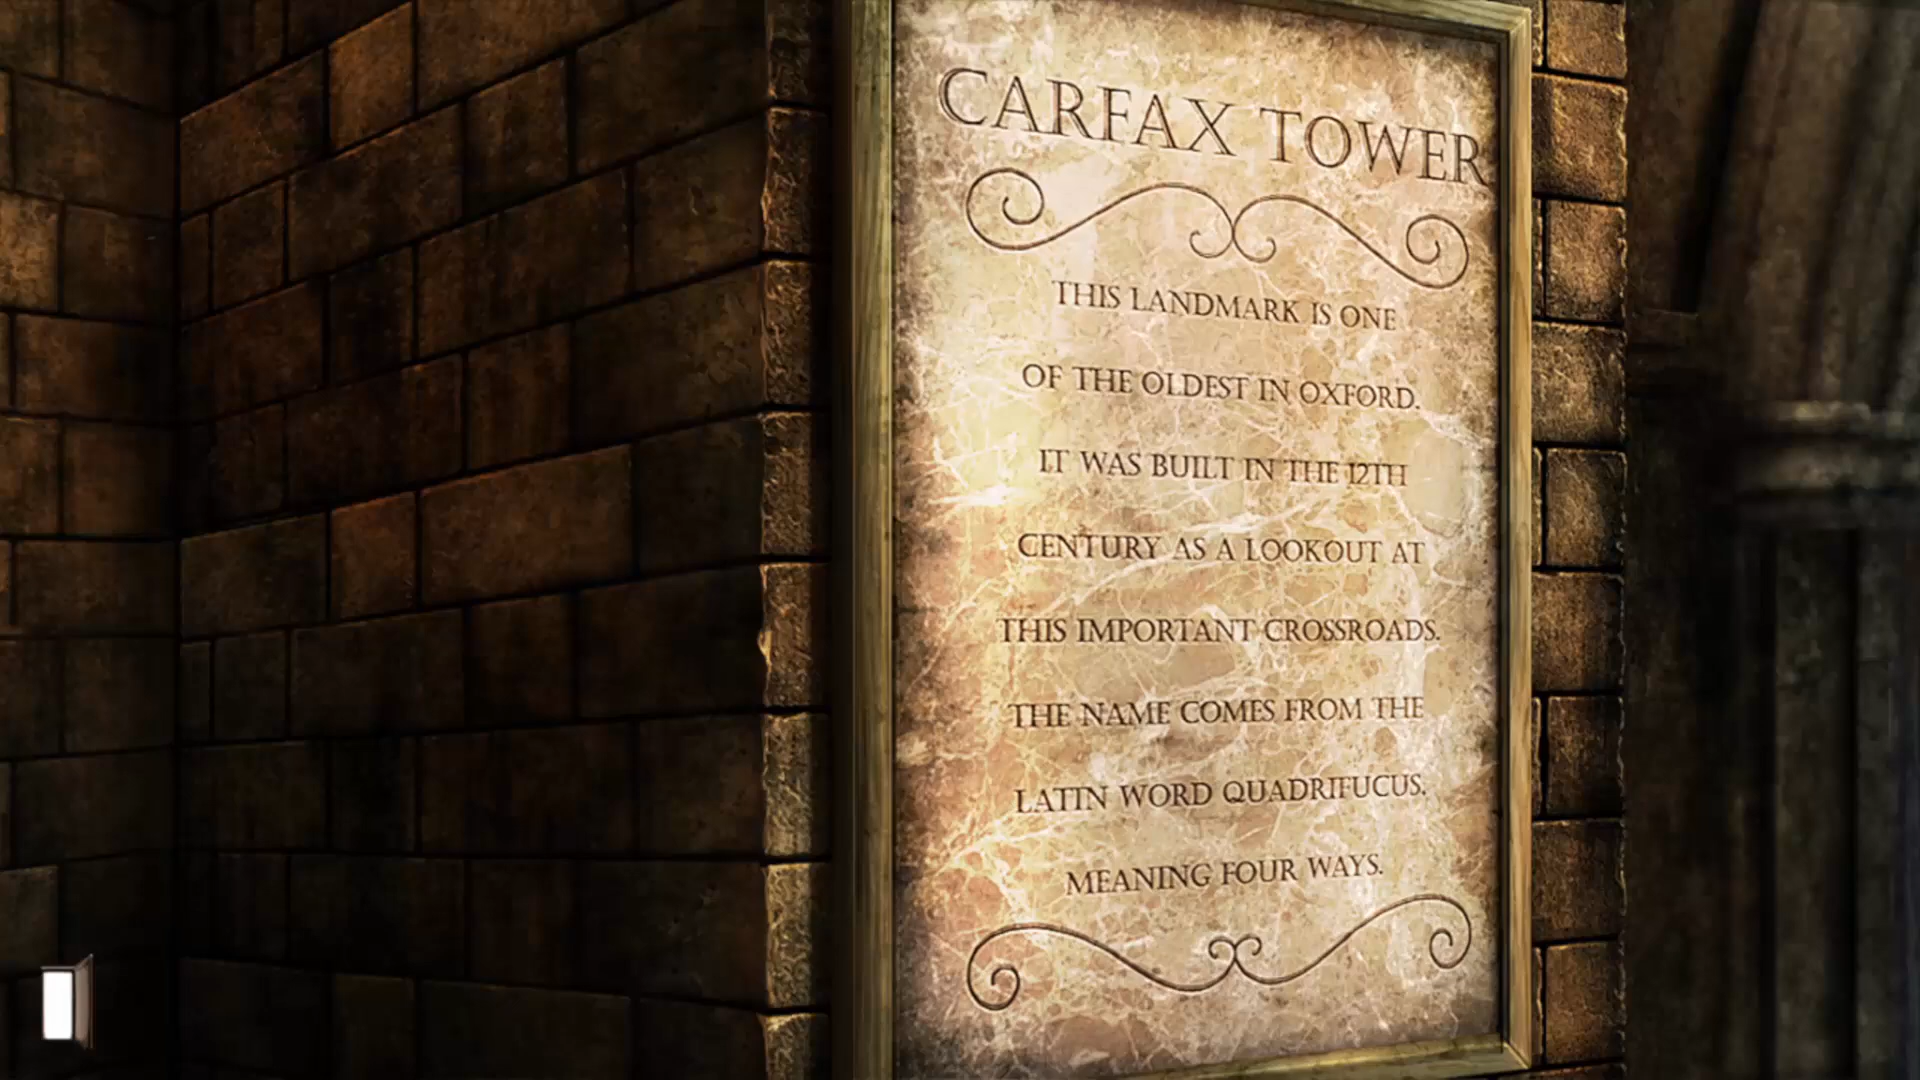 CARFAX TOWER
THIS LANDMARK IS ONE
OF THE OLDEST IN OXFORD.
IT WAS BUILT IN THE 12TH
CENTURY AS A LOOKOUT AT
THIS IMPORTANT CROSSROADS.
THE NAME COMES FROM THE
LATIN WORD QUADRIFUCUS.
MEANING FOUR WAYS.